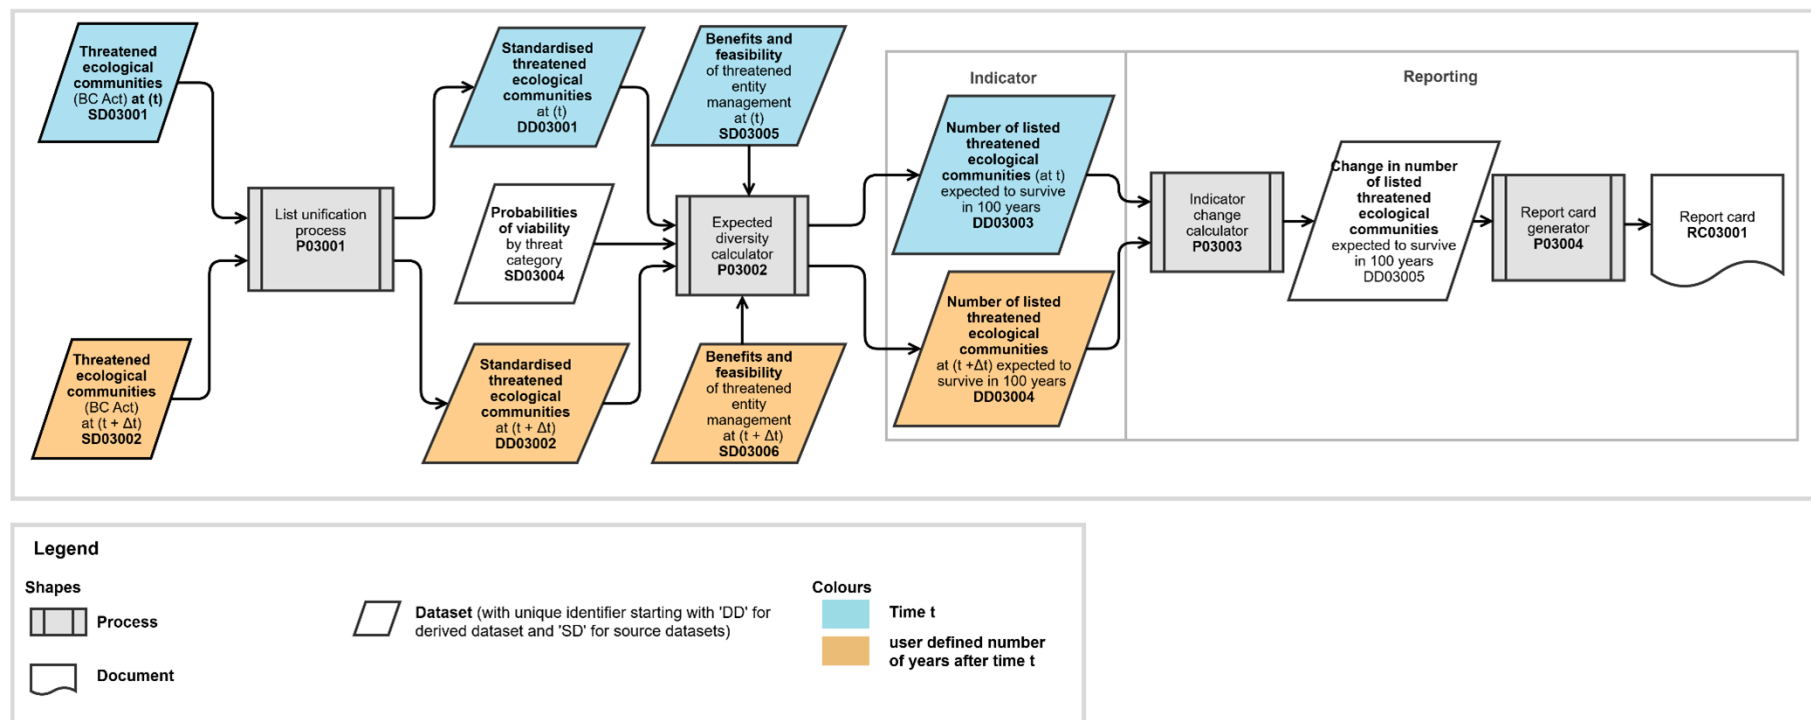 Threatened
ecological
communities
(BC Act) at (t)
SD03001
Threatened
ecological
communities
(BC Act)
at (t + Δt)
SD03002
List unification
process
P03001
Standardised
threatened
ecological
communities
at (t)
DD03001
Probabilities
of viability
by threat
category
SD03004
Standardised
threatened
ecological
communities
at (t + Δt)
DD03002
Benefits and
feasibility
of threatened
entity
management
at (t)
SD03005
Expected
diversity
calculator
P03002
Benefits and
feasibility
of threatened
entity
management
at (t + Δt)
SD03006
Indicator
Number of listed
threatened
ecological
communities (at t)
expected to survive
in 100 years
DD03003
Number of listed
threatened
ecological
communities
at (t +Δt) expected to
survive in 100 years
DD03004
Reporting
Indicator
change
calculator
P03003
Change in number
of listed
threatened
ecological
communities
expected to survive
in 100 years
DD03005
Report card
generator
P03004
Report card
RC03001
Legend
Shapes
Process
Document
Dataset (with unique identifier starting with 'DD' for
derived dataset and 'SD' for source datasets)
Colours
Time t
user defined number
of years after time t